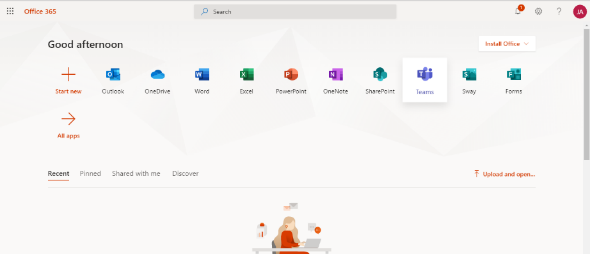 Office 365 Search 1 JA
Good afternoon Install Office
Start new Outlook OneDrive Word Excel PowerPoint OneNote SharePoint Teams Sway Forms
All apps
Recent Pinned Shared with me Discover Upload and open...